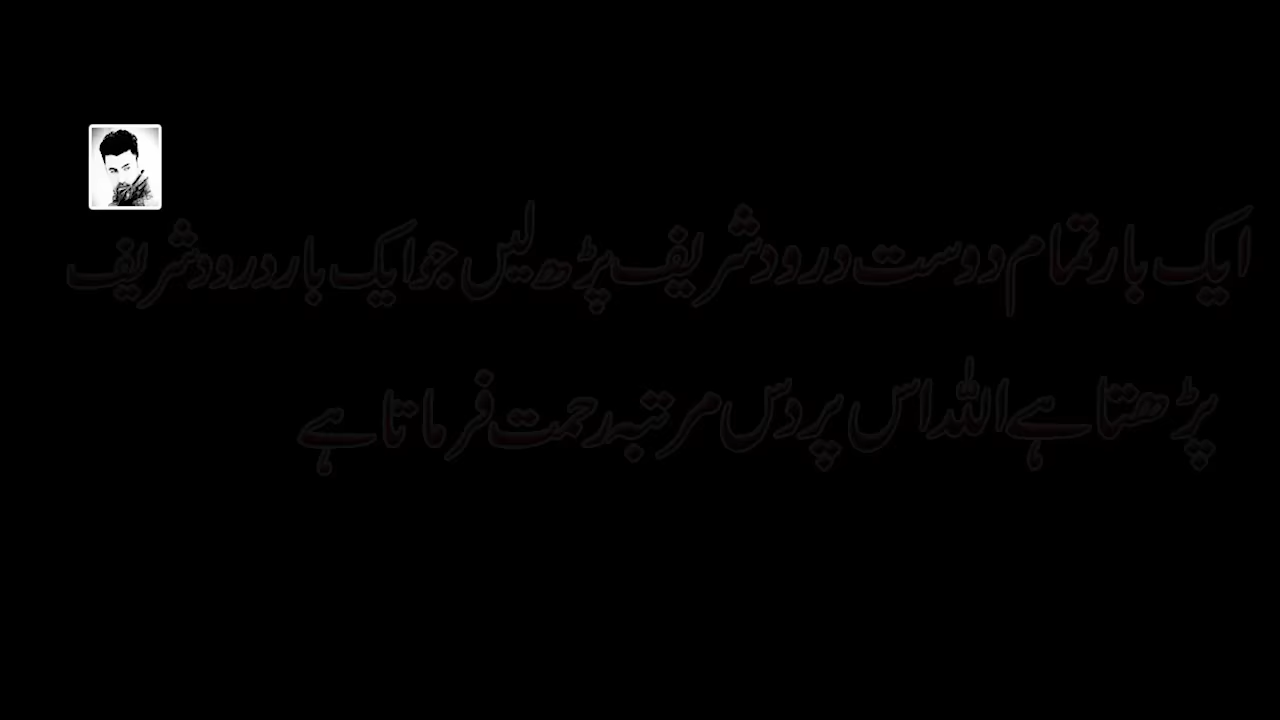 ایک بار تمام دوست درود شریف پڑھ لیں جو ایک بار درود شریف
پڑھتا ہے اللہ اس پر دس مرتبہ رحمت فرماتا ہے